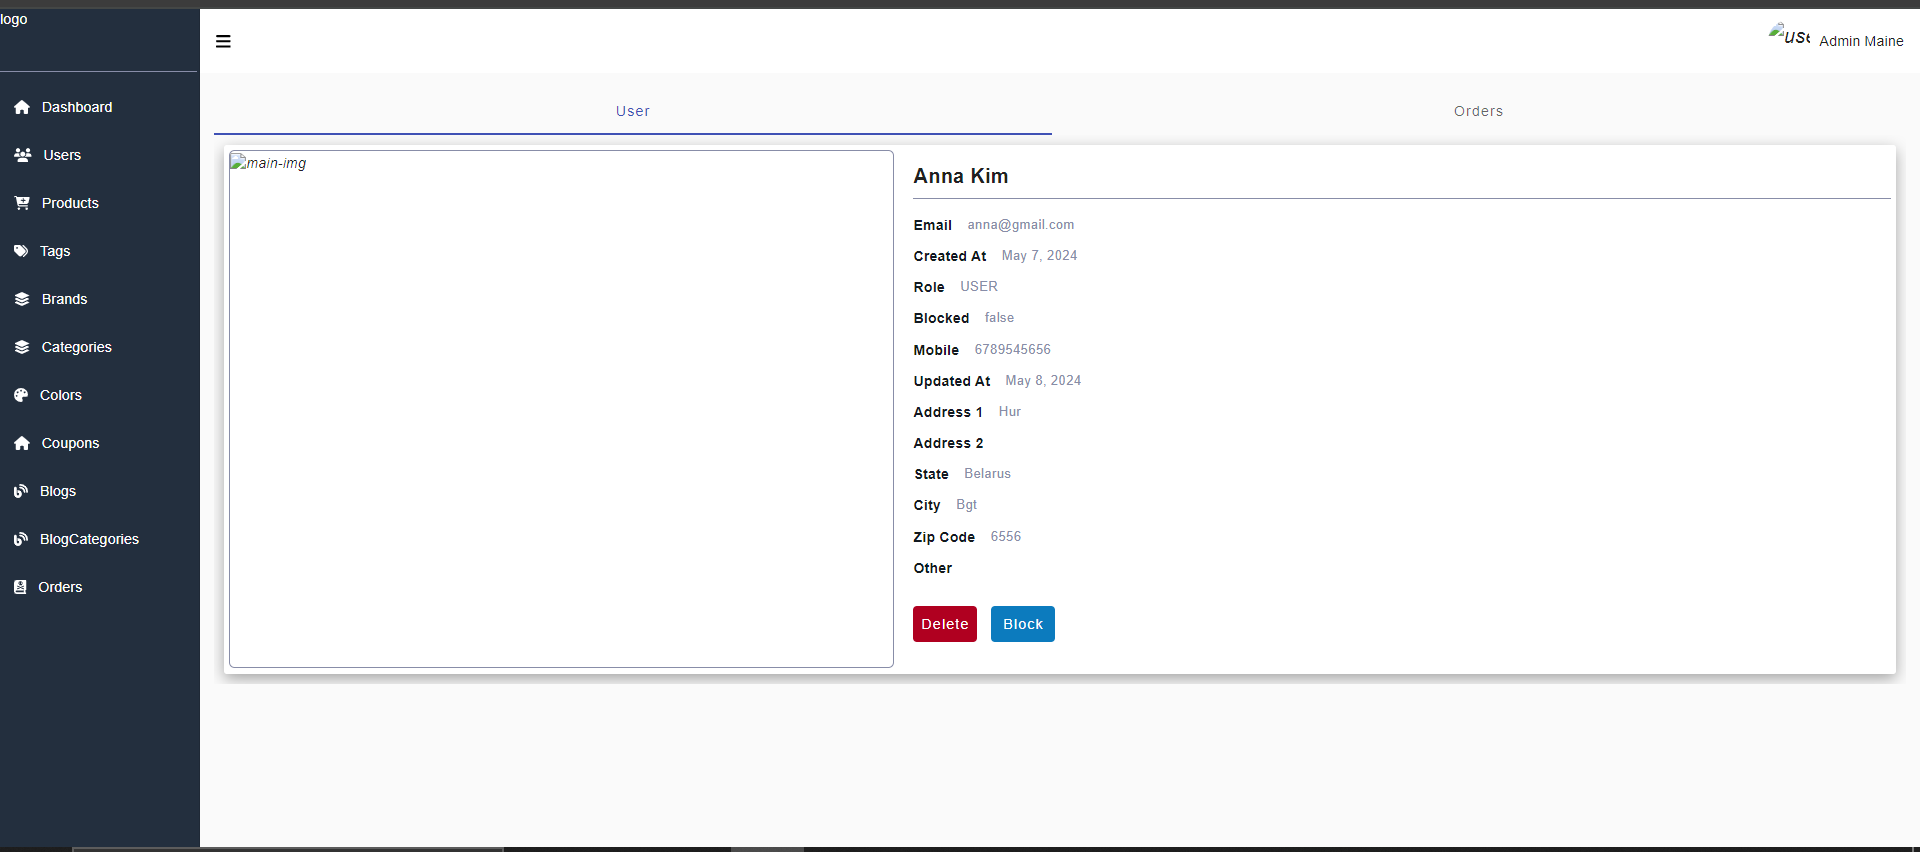 logo
Admin Maine
Dashboard
Users
Products
Tags
Brands
Categories
Colors
Coupons
Blogs
BlogCategories
Orders
User
Orders
main-img
Anna Kim
Email anna@gmail.com
Created At May 7, 2024
Role USER
Blocked false
Mobile 6789545656
Updated At May 8, 2024
Address 1 Hur
Address 2
State Belarus
City Bgt
Zip Code 6556
Other
Delete
Block